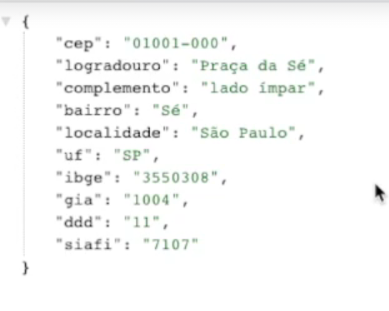 {
"cep": "01001-000",
"logradouro": "Praça da Sé",
"complemento": "lado ímpar",
"bairro": "Sé",
"localidade": "São Paulo",
"uf": "SP",
"ibge": "3550308",
"gia": "1004",
"ddd": "11",
"siafi": "7107"
}